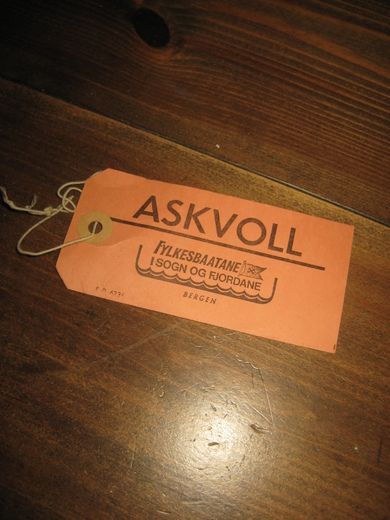 ASKVOLL
FYLKESBAATANE
I SOGN OG FJORDANE
BERGEN